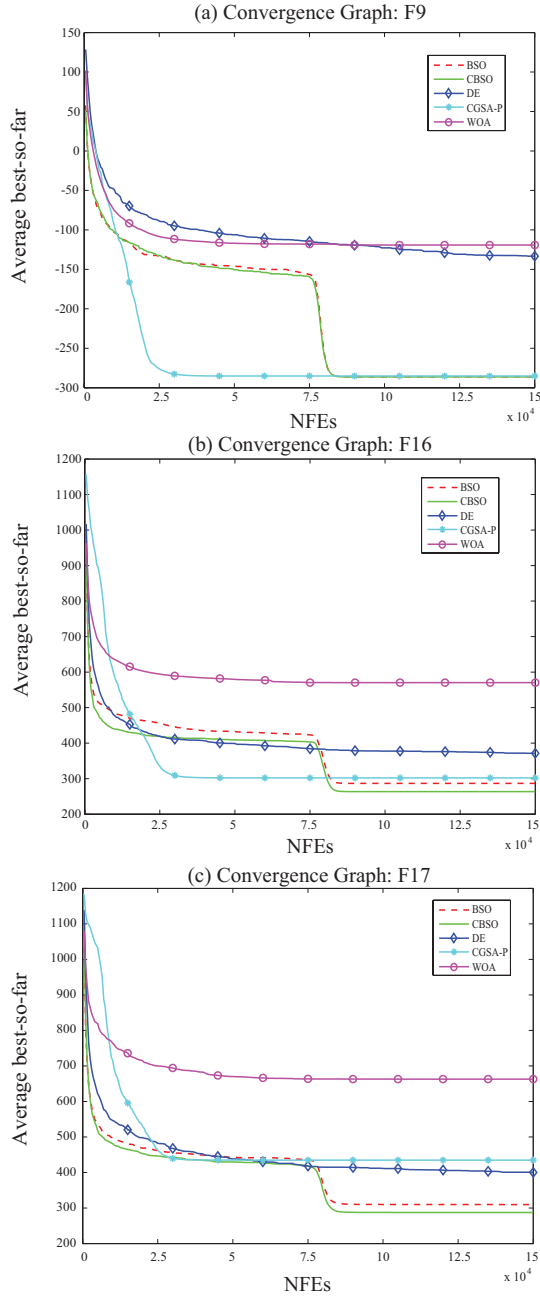 (a) Convergence Graph: F9
150
100
50
0
-50
-100
-150
-200
-250
-300
Average best-so-far
BSO
CBSO
DE
CGSA-P
WOA
0 2.5 5 7.5 10 12.5 15
x 10^4
NFEs
(b) Convergence Graph: F16
1200
1100
1000
900
800
700
600
500
400
300
200
Average best-so-far
BSO
CBSO
DE
CGSA-P
WOA
0 2.5 5 7.5 10 12.5 15
x 10^4
NFEs
(c) Convergence Graph: F17
1200
1100
1000
900
800
700
600
500
400
300
200
Average best-so-far
BSO
CBSO
DE
CGSA-P
WOA
0 2.5 5 7.5 10 12.5 15
x 10^4
NFEs